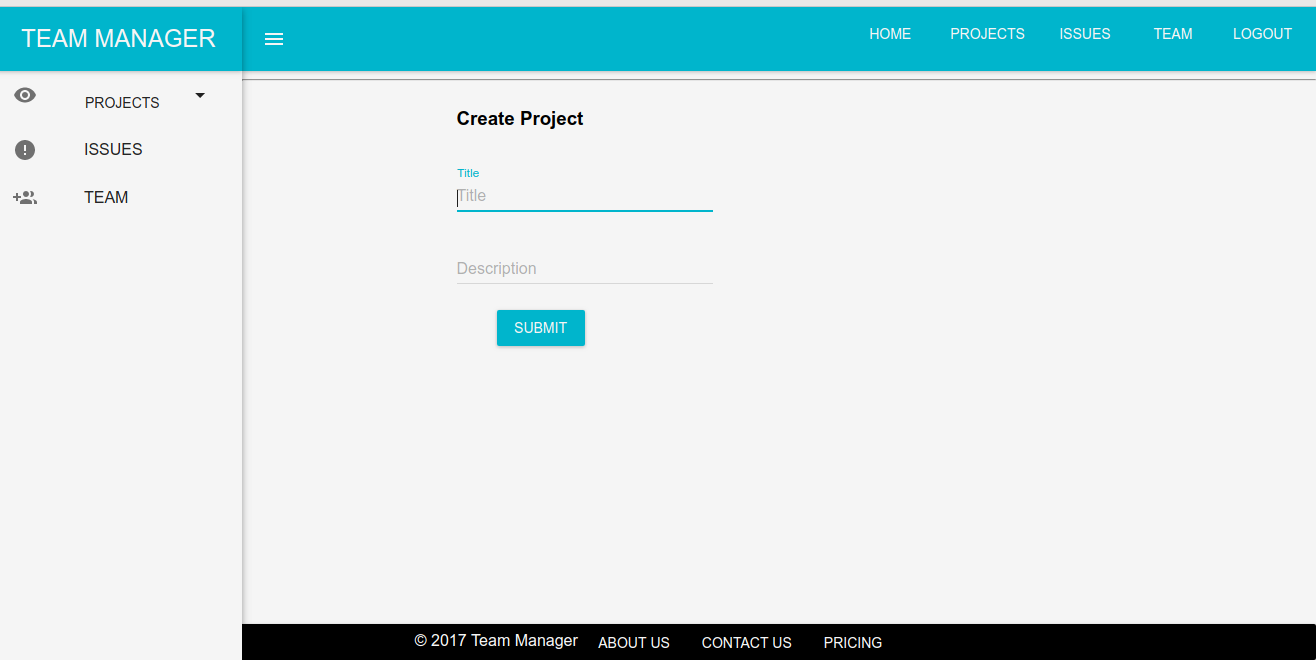 TEAM MANAGER
HOME PROJECTS ISSUES TEAM LOGOUT
PROJECTS
ISSUES
TEAM
Create Project
Title
Title
Description
SUBMIT
© 2017 Team Manager ABOUT US CONTACT US PRICING